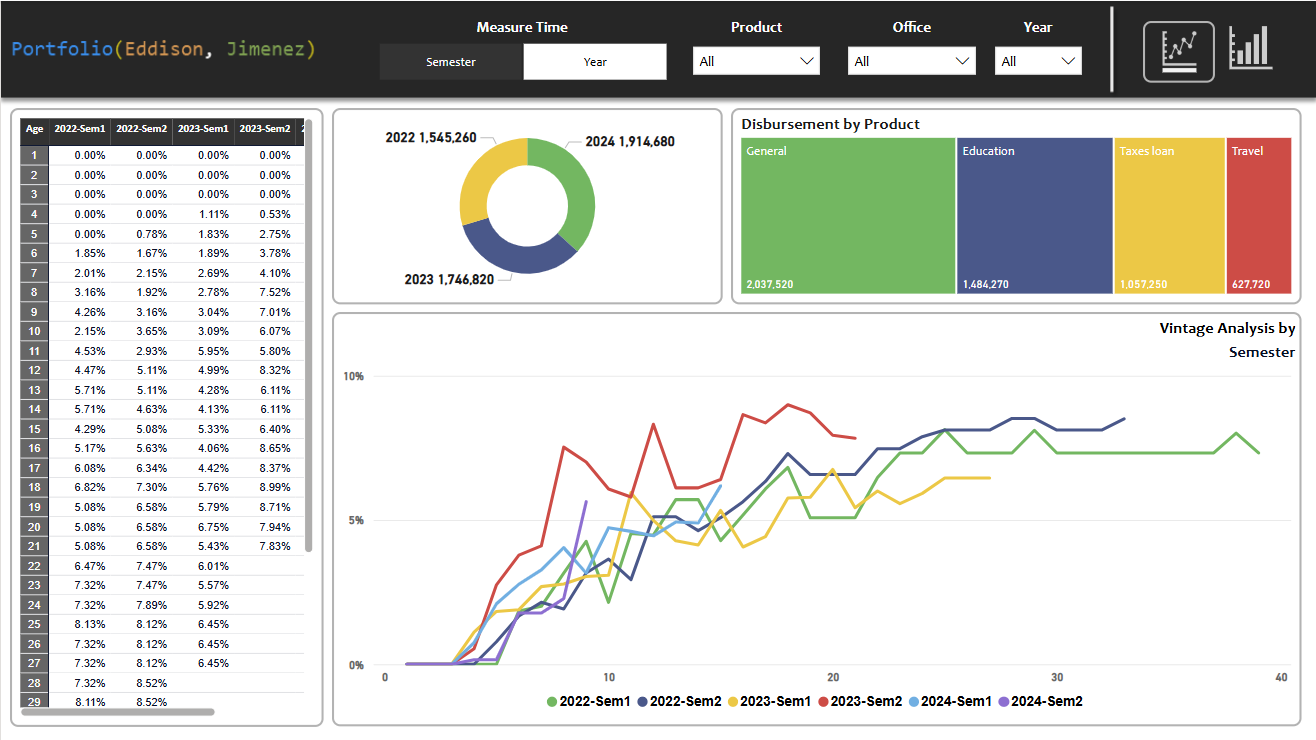 Portfolio(Eddison, Jimenez)
Measure Time
Semester Year
Product
All
Office
All
Year
All
Age 2022-Sem1 2022-Sem2 2023-Sem1 2023-Sem2
1 0.00% 0.00% 0.00% 0.00%
2 0.00% 0.00% 0.00% 0.00%
3 0.00% 0.00% 0.00% 0.00%
4 0.00% 0.00% 1.11% 0.53%
5 0.00% 0.78% 1.83% 2.75%
6 1.85% 1.67% 1.89% 3.78%
7 2.01% 2.15% 2.69% 4.10%
8 3.16% 1.92% 2.78% 7.52%
9 4.26% 3.16% 3.04% 7.01%
10 2.15% 3.65% 3.09% 6.07%
11 4.53% 2.93% 5.95% 5.80%
12 4.47% 5.11% 4.99% 8.32%
13 5.71% 5.11% 4.28% 6.11%
14 5.71% 4.63% 4.13% 6.11%
15 4.29% 5.08% 5.33% 6.40%
16 5.17% 5.63% 4.06% 8.65%
17 6.08% 6.34% 4.42% 8.37%
18 6.82% 7.30% 5.76% 8.99%
19 5.08% 6.58% 5.79% 8.71%
20 5.08% 6.58% 6.75% 7.94%
21 5.08% 6.58% 5.43% 7.83%
22 6.47% 7.47% 6.01%
23 7.32% 7.47% 5.57%
24 7.32% 7.89% 5.92%
25 8.13% 8.12% 6.45%
26 7.32% 8.12% 6.45%
27 7.32% 8.12% 6.45%
28 7.32% 8.52%
29 8.11% 8.52%
2022 1,545,260
2024 1,914,680
2023 1,746,820
Disbursement by Product
General Education Taxes loan Travel
2,037,520 1,484,270 1,057,250 627,720
Vintage Analysis by
Semester
10%
5%
0%
0 10 20 30 40
2022-Sem1 2022-Sem2 2023-Sem1 2023-Sem2 2024-Sem1 2024-Sem2